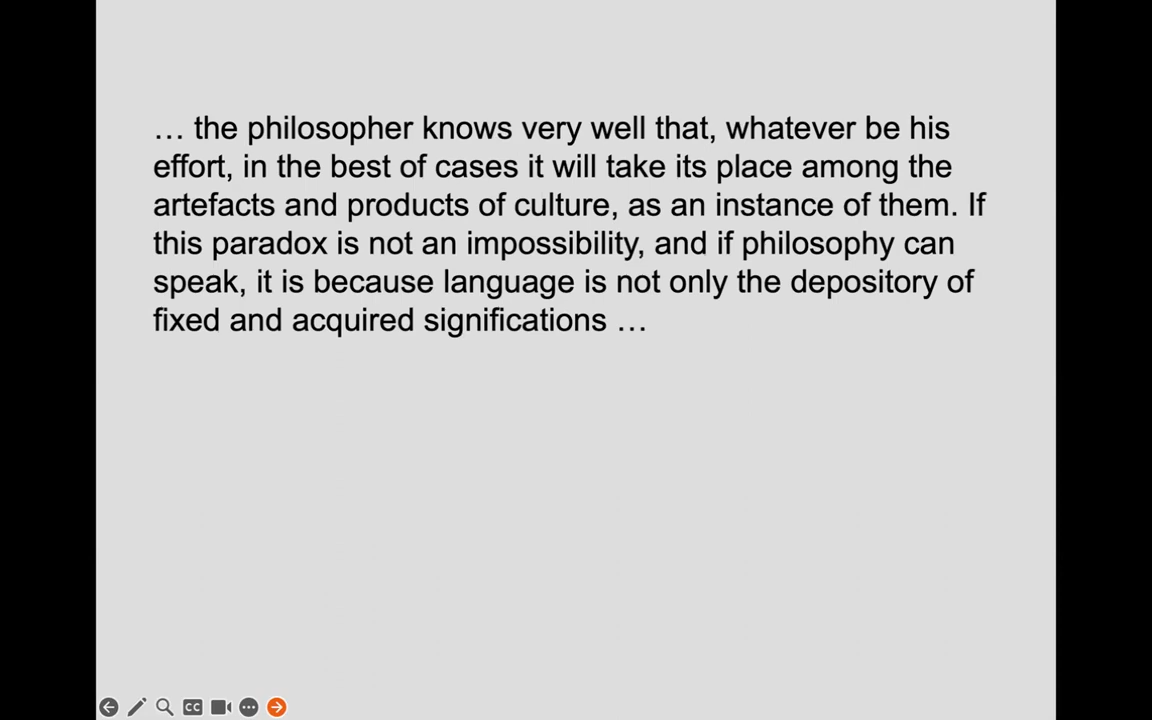 … the philosopher knows very well that, whatever be his
effort, in the best of cases it will take its place among the
artefacts and products of culture, as an instance of them. If
this paradox is not an impossibility, and if philosophy can
speak, it is because language is not only the depository of
fixed and acquired significations …
CC